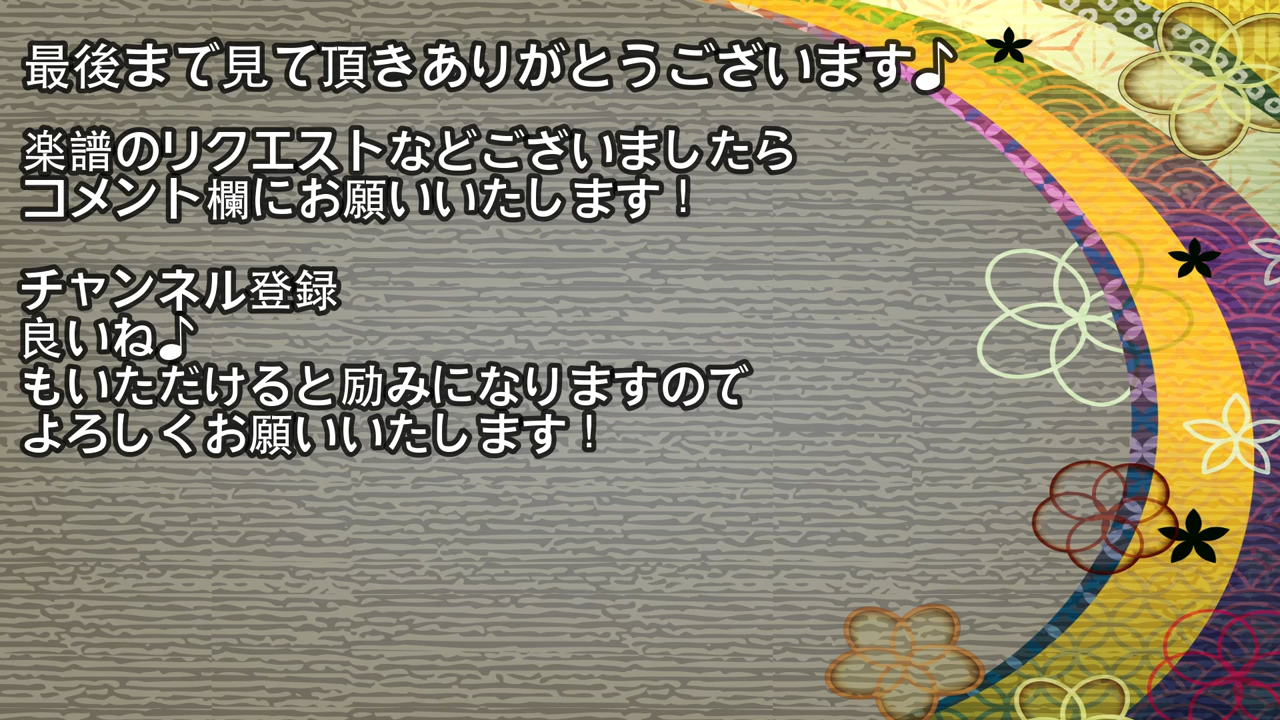 最後まで見て頂きありがとうございます♪
楽譜のリクエストなどございましたら
コメント欄にお願いいたします！
チャンネル登録
良いね♪
もいただけると励みになりますので
よろしくお願いいたします！